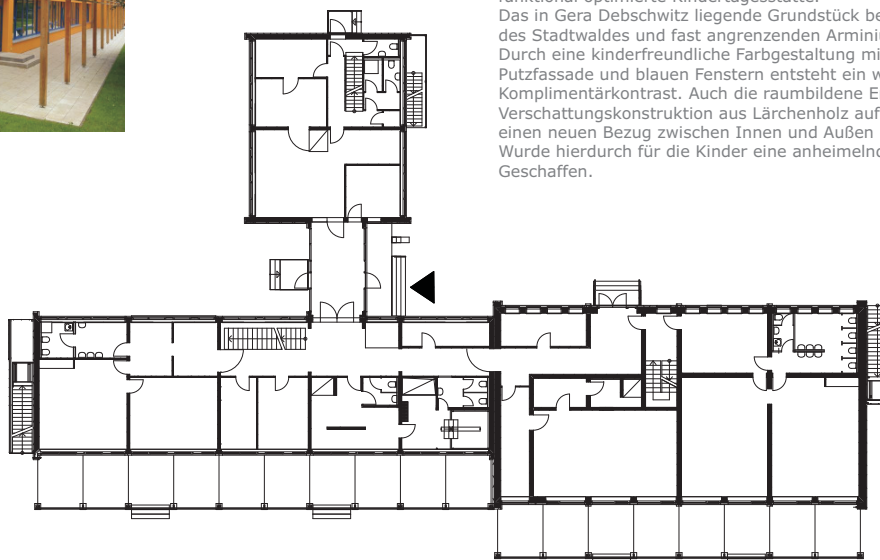 funktional optimierte Kindertagesstätte.
Das in Gera Debschwitz liegende Grundstück be
des Stadtwaldes und fast angrenzenden Arminiu
Durch eine kinderfreundliche Farbgestaltung mi
Putzfassade und blauen Fenstern entsteht ein w
Komplimentärkontrast. Auch die raumbildene E
Verschattungskonstruktion aus Lärchenholz auf
einen neuen Bezug zwischen Innen und Außen
Wurde hierdurch für die Kinder eine anheimelnd
Geschaffen.